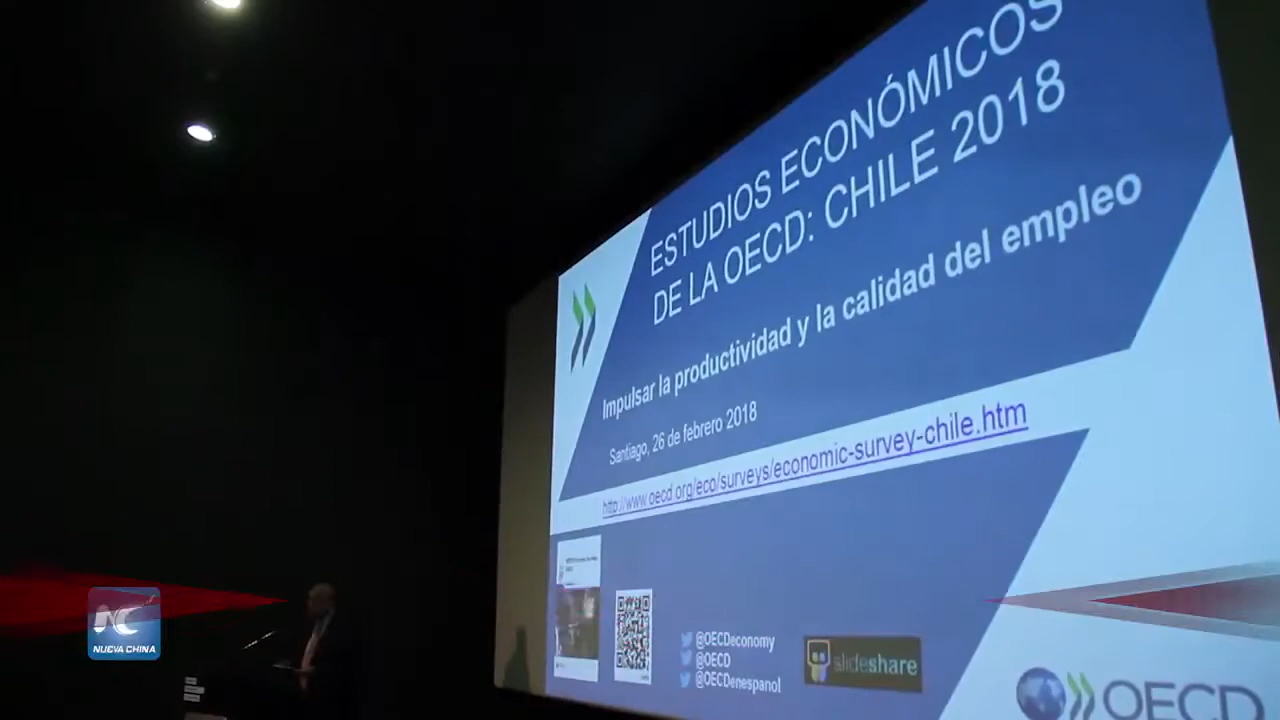 ESTUDIOS ECONÓMICOS
DE LA OECD: CHILE 2018
Impulsar la productividad y la calidad del empleo
Santiago, 26 de febrero 2018
http://www.oecd.org/eco/surveys/economic-survey-chile.htm
@OECDeconomy
@OECD
@OECDenespanol
slideshare
OECD
NC
NUEVA CHINA